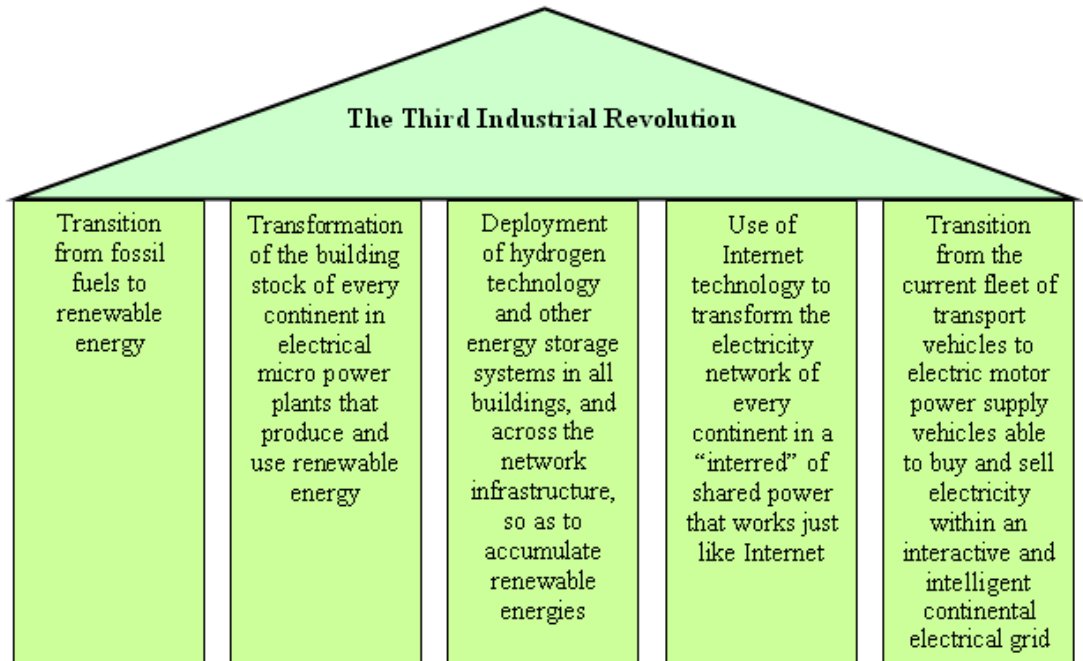 The Third Industrial Revolution
Transition
from fossil
fuels to
renewable
energy
Transformation
of the building
stock of every
continent in
electrical
micro power
plants that
produce and
use renewable
energy
Deployment
of hydrogen
technology
and other
energy storage
systems in all
buildings, and
across the
network
infrastructure,
so as to
accumulate
renewable
energies
Use of
Internet
technology to
transform the
electricity
network of
every
continent in a
“interred” of
shared power
that works just
like Internet
Transition
from the
current fleet of
transport
vehicles to
electric motor
power supply
vehicles able
to buy and sell
electricity
within an
interactive and
intelligent
continental
electrical grid